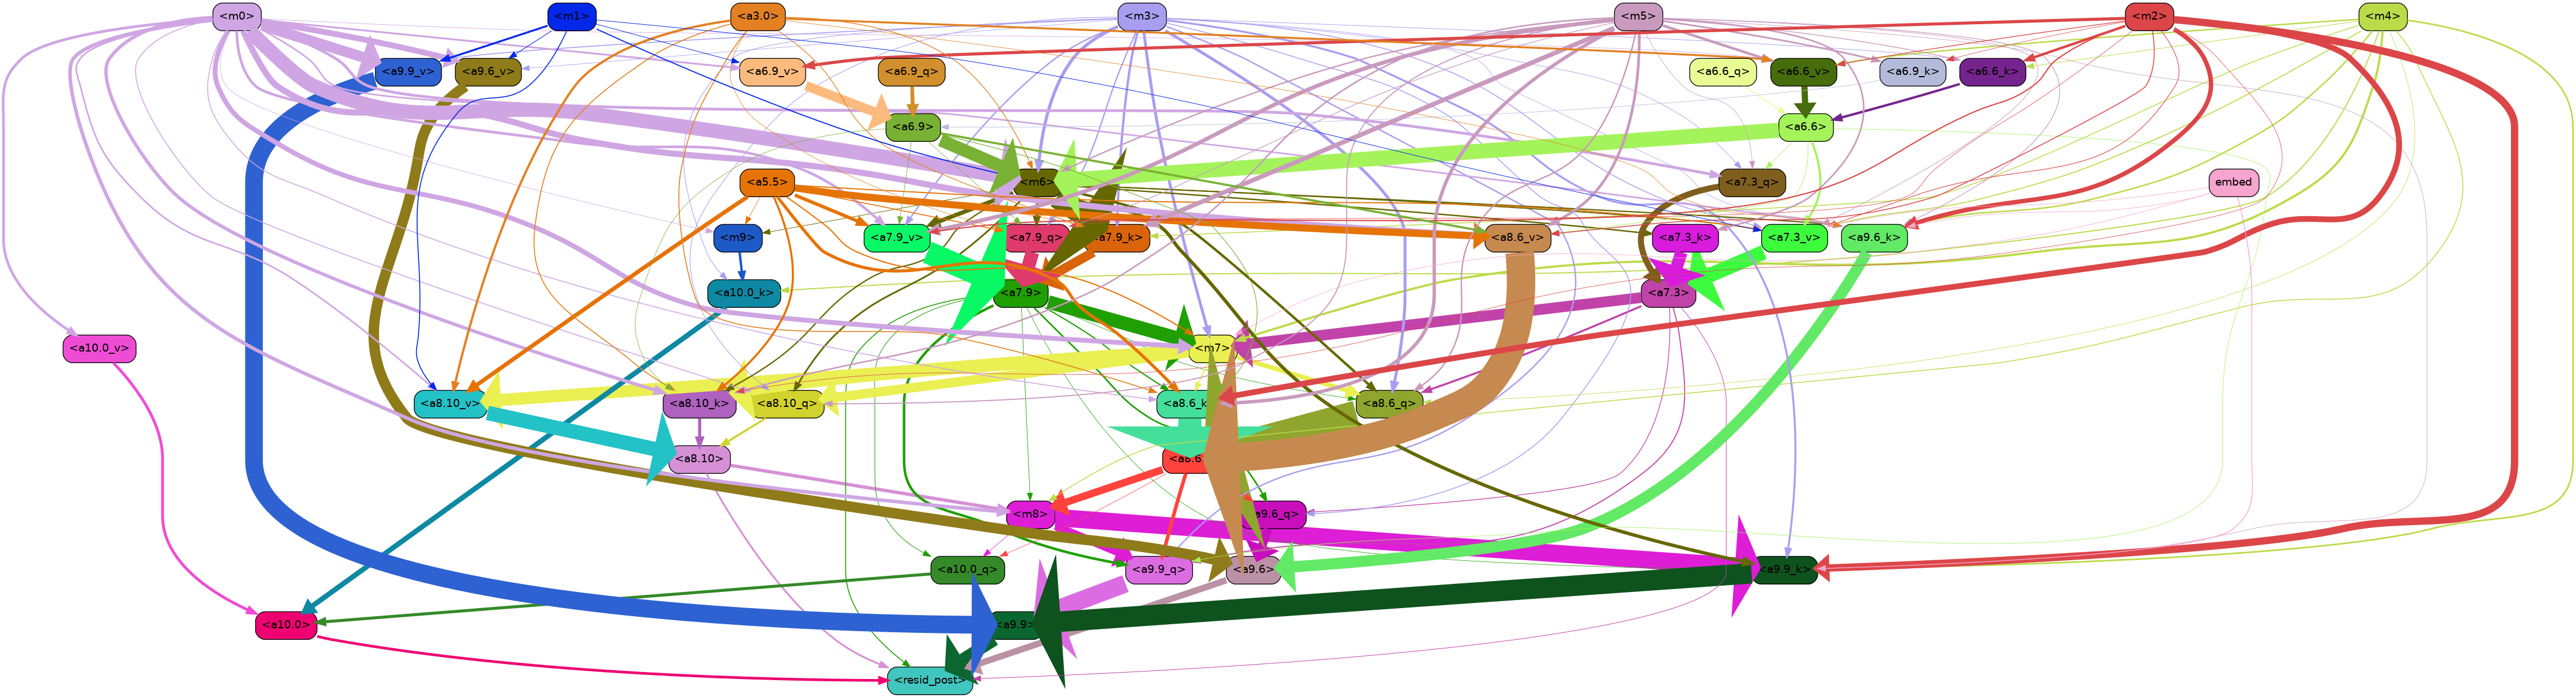 <m0>
<m1>
<a3.0>
<m3>
<m5>
<m2>
<m4>
<a9.9_v>
<a9.6_v>
<a6.9_v>
<a6.9_q>
<a6.6_q>
<a6.6_v>
<a6.9_k>
<a6.6_k>
<a6.9>
<a6.6>
<a5.5>
<m6>
<a7.3_q>
embed
<m9>
<a7.9_v>
<a7.9_q>
<a7.9_k>
<a8.6_v>
<a7.3_k>
<a7.3_v>
<a9.6_k>
<a10.0_k>
<a7.9>
<a7.3>
<a10.0_v>
<m7>
<a8.10_v>
<a8.10_k>
<a8.10_q>
<a8.6_k>
<a8.6_q>
<a8.10>
<a8.6>
<m8>
<a9.6_q>
<a10.0_q>
<a9.9_q>
<a9.6>
<a9.9_k>
<a10.0>
<a9.9>
<resid_post>